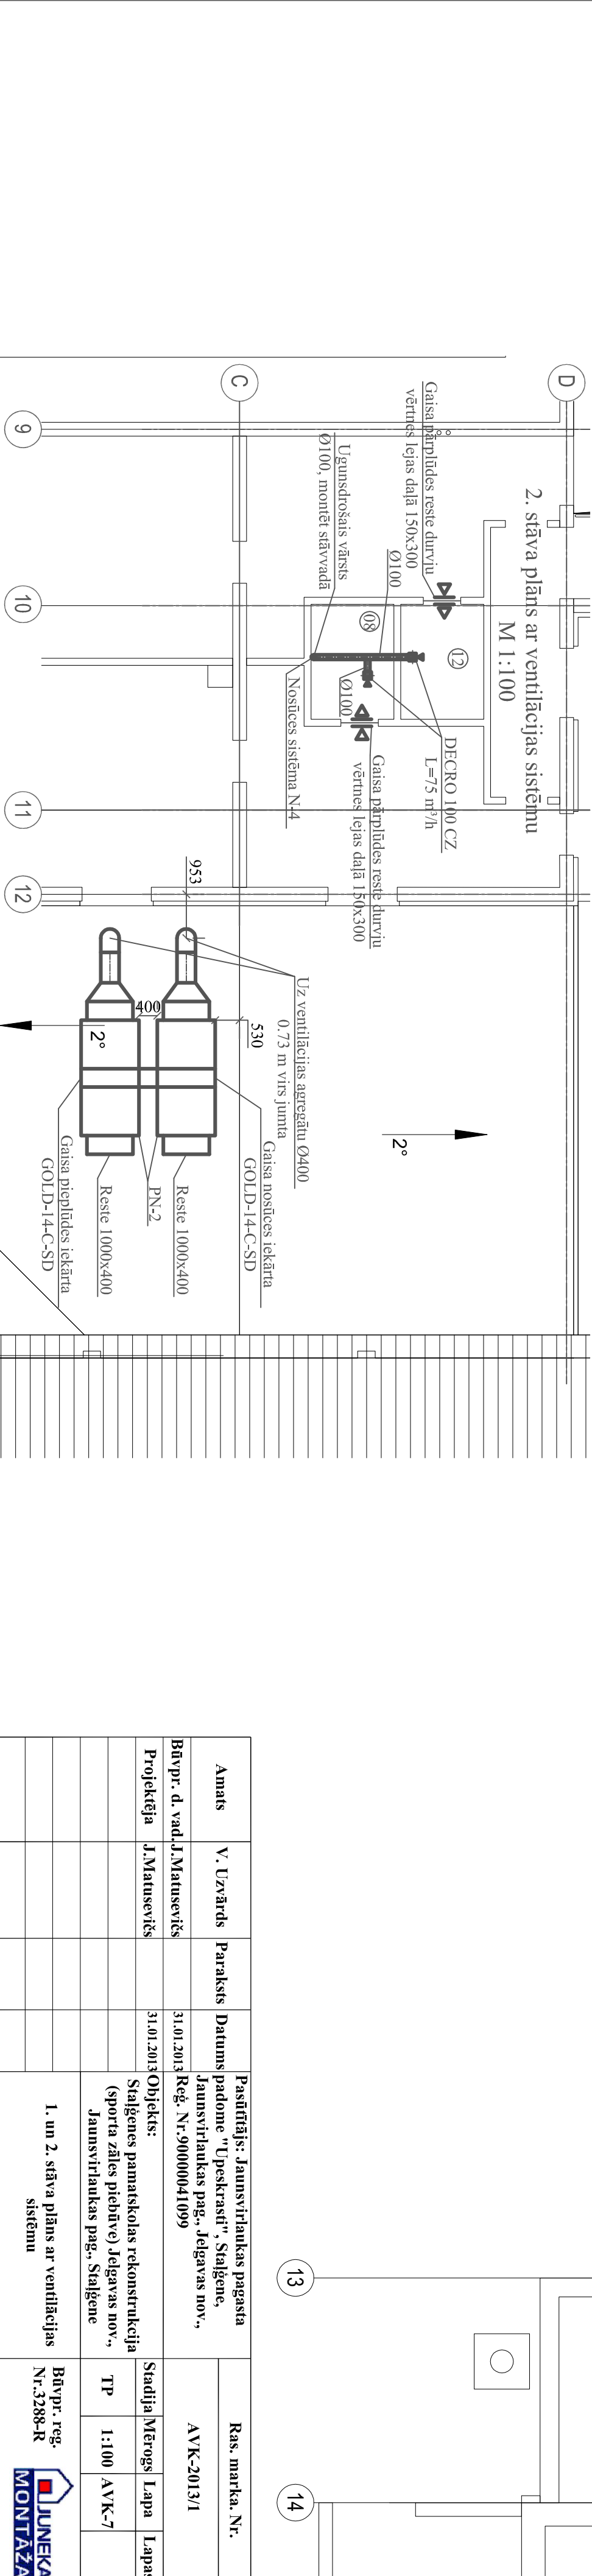 D
C
9
10
11
12
2. stāva plāns ar ventilācijas sistēmu
M 1:100
Gaisa pārplūdes reste durvju
vērtnes lejas daļā 150x300
Ø100
Ugunsdrošais vārsts
Ø100, montēt stāvvadā
08
12
Ø100
Nosūces sistēma N-4
DECRO 100 CZ
L=75 m³/h
Gaisa pārplūdes reste durvju
vērtnes lejas daļā 150x300
953
400
530
2°
2°
Uz ventilācijas agregātu Ø400
0.73 m virs jumta
Gaisa nosūces iekārta
GOLD-14-C-SD
Reste 1000x400
PN-2
Reste 1000x400
Gaisa pieplūdes iekārta
GOLD-14-C-SD
13
14
Amats V. Uzvārds Paraksts Datums
Būvpr. d. vad. J.Matusevičs 31.01.2013
Projektēja J.Matusevičs 31.01.2013
Pasūtītājs: Jaunsvirlaukas pagasta
padome "Upeskrasti", Staļģene,
Jaunsvirlaukas pag., Jelgavas nov.,
Reģ. Nr.90000041099
Objekts:
Staļģenes pamatskolas rekonstrukcija
(sporta zāles piebūve) Jelgavas nov.,
Jaunsvirlaukas pag., Staļģene
1. un 2. stāva plāns ar ventilācijas
sistēmu
Ras. marka. Nr.
AVK-2013/1
Stadija Mērogs Lapa Lapas
TP 1:100 AVK-7
Būvpr. reg.
Nr.3288-R
JUNEKA
MONTĀŽA